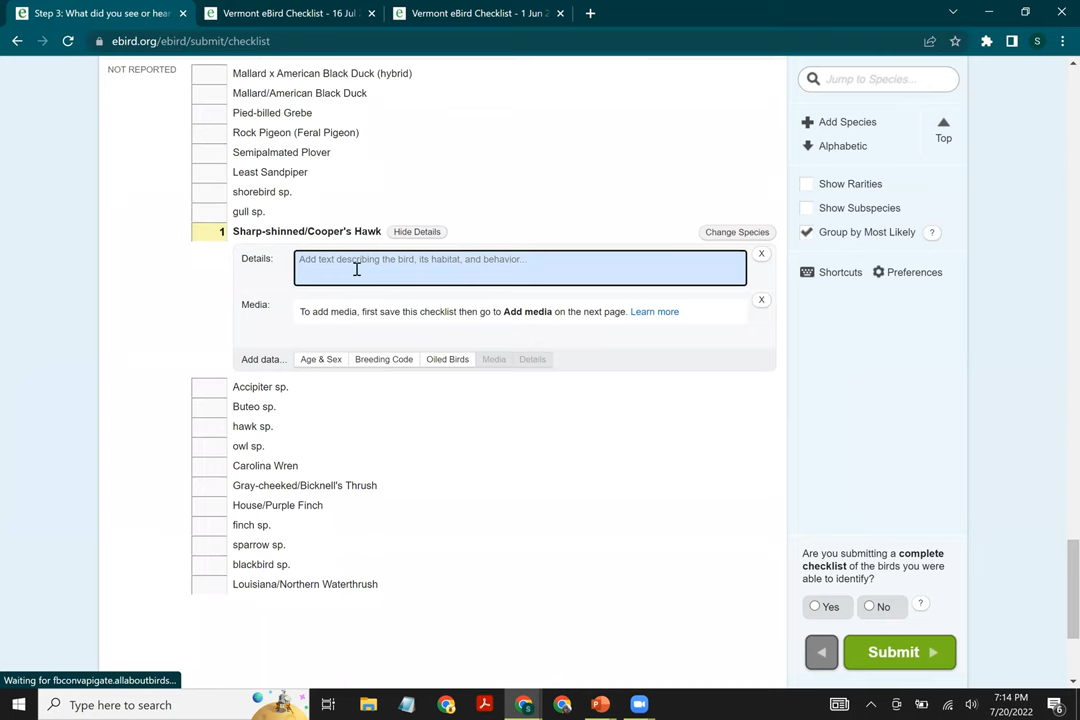 Step 3: What did you see or hear
Vermont eBird Checklist - 16 Jul
Vermont eBird Checklist - 1 Jun 2
ebird.org/ebird/submit/checklist
S
NOT REPORTED
Mallard x American Black Duck (hybrid)
Mallard/American Black Duck
Pied-billed Grebe
Rock Pigeon (Feral Pigeon)
Semipalmated Plover
Least Sandpiper
shorebird sp.
gull sp.
1 Sharp-shinned/Cooper's Hawk Hide Details Change Species
Details: Add text describing the bird, its habitat, and behavior... X
Media: X
To add media, first save this checklist then go to Add media on the next page. Learn more
Add data... Age & Sex Breeding Code Oiled Birds Media Details
Accipiter sp.
Buteo sp.
hawk sp.
owl sp.
Carolina Wren
Gray-cheeked/Bicknell's Thrush
House/Purple Finch
finch sp.
sparrow sp.
blackbird sp.
Louisiana/Northern Waterthrush
Jump to Species...
Add Species
Top
Alphabetic
Show Rarities
Show Subspecies
Group by Most Likely ?
Shortcuts Preferences
Are you submitting a complete
checklist of the birds you were
able to identify?
Yes No ?
Submit
Waiting for fbconvapigate.allaboutbirds...
Type here to search
S
7:14 PM
7/20/2022
6